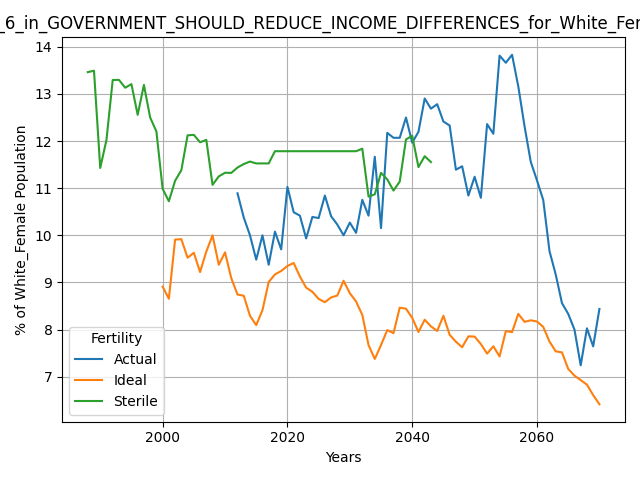 _6_in_GOVERNMENT_SHOULD_REDUCE_INCOME_DIFFERENCES_for_White_Fem
% of White_Female Population
14
13
12
11
10
9
8
7
Fertility
Actual
Ideal
Sterile
2000
2020
2040
2060
Years